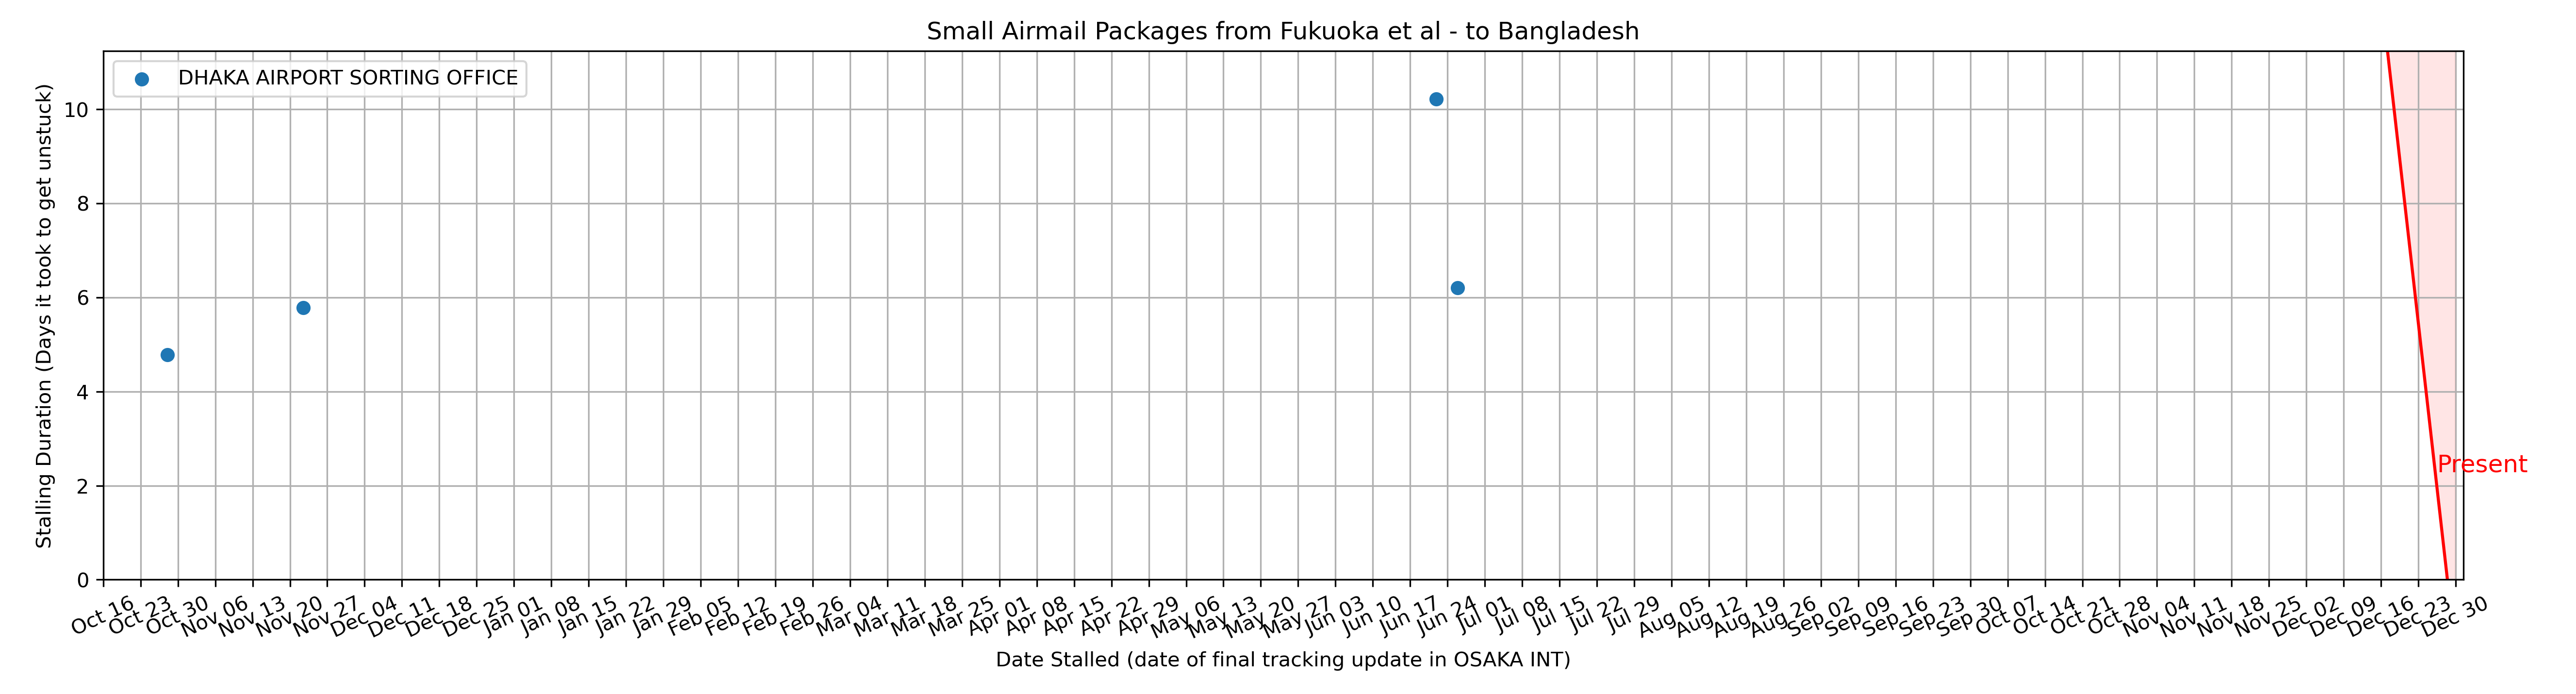 Small Airmail Packages from Fukuoka et al - to Bangladesh
DHAKA AIRPORT SORTING OFFICE
Stalling Duration (Days it took to get unstuck)
10
8
6
4
2
0
Present
Oct 16
Oct 23
Oct 30
Nov 06
Nov 13
Nov 20
Nov 27
Dec 04
Dec 11
Dec 18
Dec 25
Jan 01
Jan 08
Jan 15
Jan 22
Jan 29
Feb 05
Feb 12
Feb 19
Feb 26
Mar 04
Mar 11
Mar 18
Mar 25
Apr 01
Apr 08
Apr 15
Apr 22
Apr 29
May 06
May 13
May 20
May 27
Jun 03
Jun 10
Jun 17
Jun 24
Jul 01
Jul 08
Jul 15
Jul 22
Jul 29
Aug 05
Aug 12
Aug 19
Aug 26
Sep 02
Sep 09
Sep 16
Sep 23
Sep 30
Oct 07
Oct 14
Oct 21
Oct 28
Nov 04
Nov 11
Nov 18
Nov 25
Dec 02
Dec 09
Dec 16
Dec 23
Dec 30
Date Stalled (date of final tracking update in OSAKA INT)